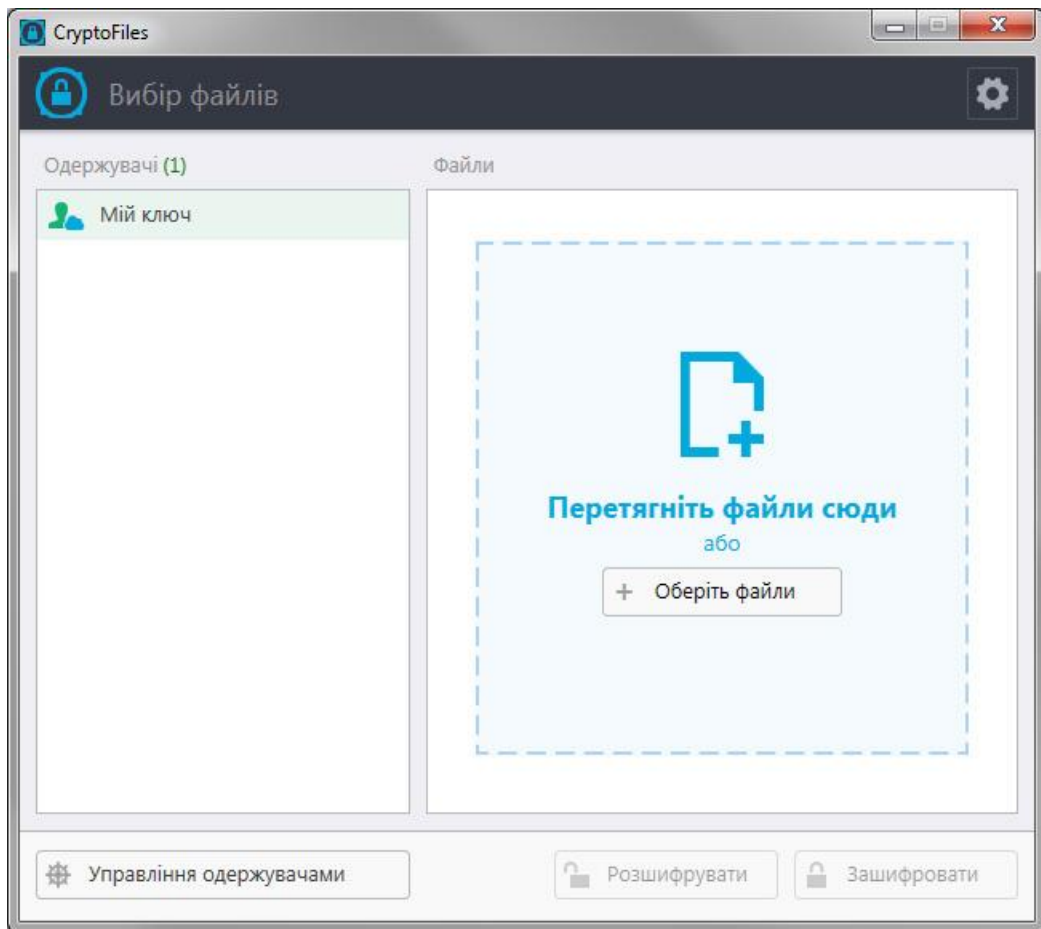 CryptoFiles
Вибір файлів
Одержувачі (1)
Файли
Мій ключ
Перетягніть файли сюди
або
Оберіть файли
Управління одержувачами
Розшифрувати
Зашифровати